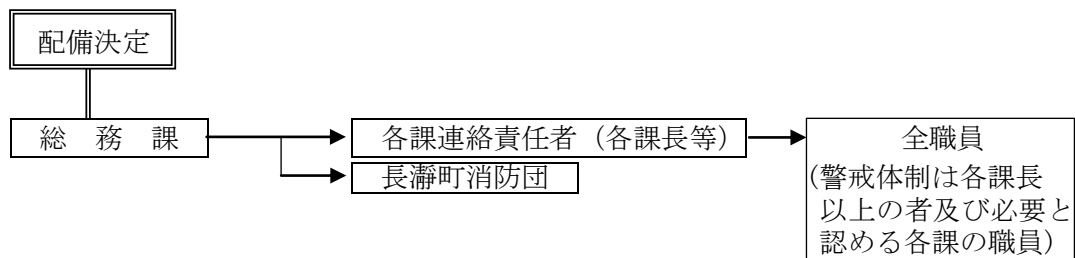 配備決定
総　務　課
各課連絡責任者（各課長等）
長瀞町消防団
全職員
(警戒体制は各課長
以上の者及び必要と
認める各課の職員）